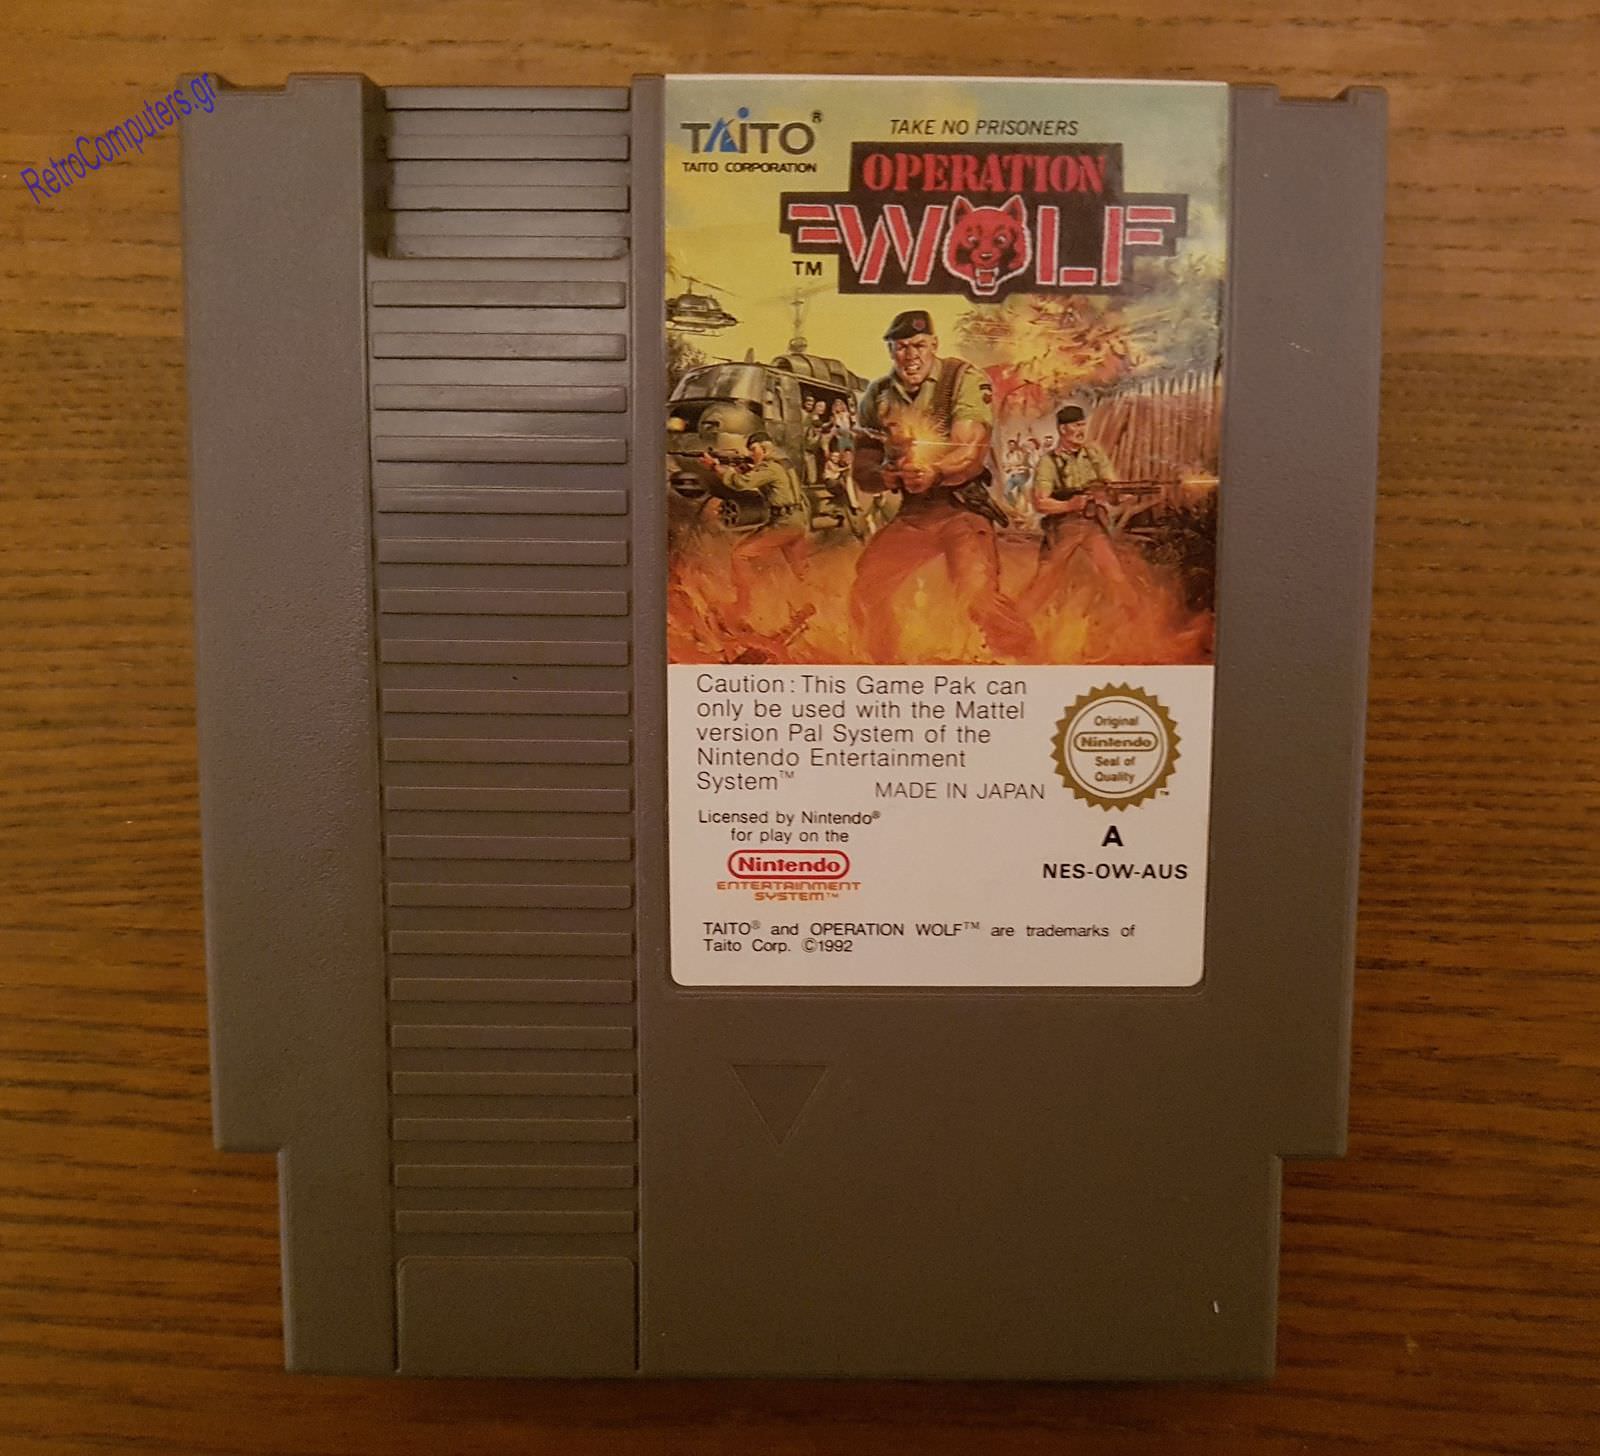 RetroComputers.gr
TAITO®
TAITO CORPORATION
TAKE NO PRISONERS
OPERATION
WOLF
TM
Caution : This Game Pak can
only be used with the Mattel
version Pal System of the
Nintendo Entertainment
System™
MADE IN JAPAN
Original
Nintendo
Seal of
Quality
TM
A
NES-OW-AUS
Licensed by Nintendo®
for play on the
Nintendo
ENTERTAINMENT
SYSTEM™
TAITO® and OPERATION WOLF™ are trademarks of
Taito Corp. ©1992